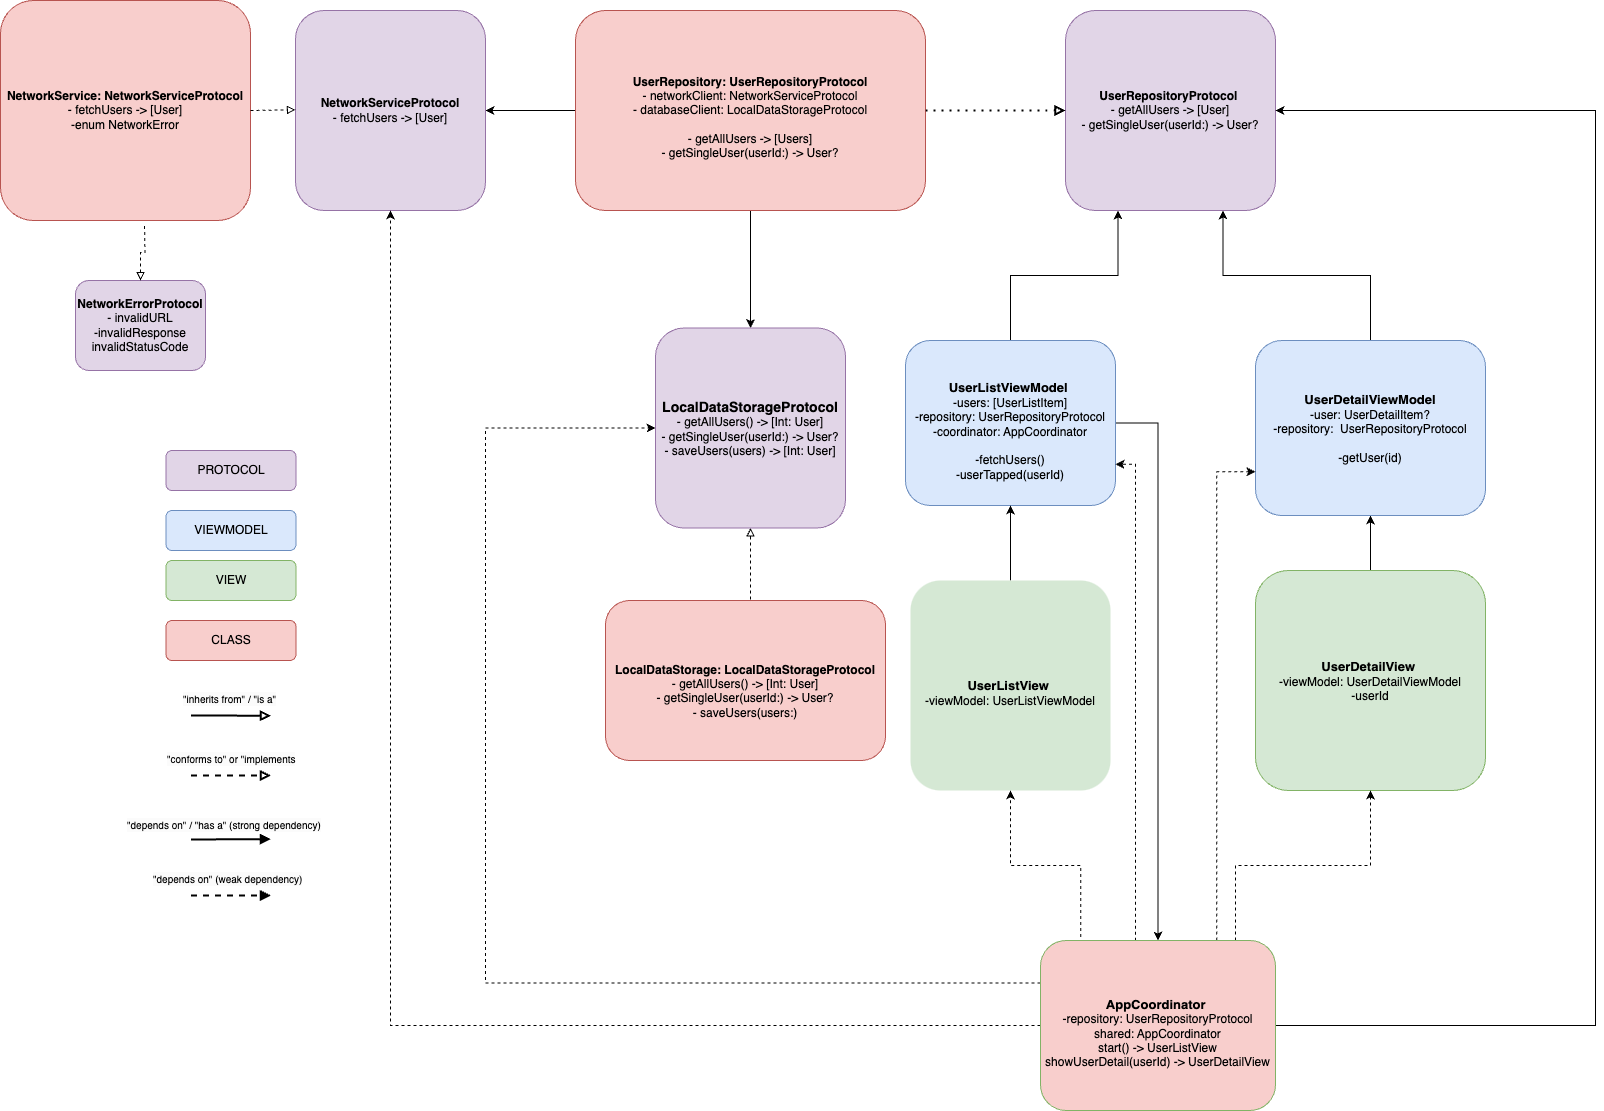 NetworkService: NetworkServiceProtocol
- fetchUsers -> [User]
-enum NetworkError
NetworkServiceProtocol
- fetchUsers -> [User]
UserRepository: UserRepositoryProtocol
- networkClient: NetworkServiceProtocol
- databaseClient: LocalDataStorageProtocol
- getAllUsers -> [Users]
- getSingleUser(userId:) -> User?
UserRepositoryProtocol
- getAllUsers -> [User]
- getSingleUser(userId:) -> User?
NetworkErrorProtocol
- invalidURL
-invalidResponse
invalidStatusCode
LocalDataStorageProtocol
- getAllUsers() -> [Int: User]
- getSingleUser(userId:) -> User?
- saveUsers(users) -> [Int: User]
UserListViewModel
-users: [UserListItem]
-repository: UserRepositoryProtocol
-coordinator: AppCoordinator
-fetchUsers()
-userTapped(userId)
UserDetailViewModel
-user: UserDetailItem?
-repository:  UserRepositoryProtocol
-getUser(id)
PROTOCOL
VIEWMODEL
VIEW
CLASS
"inherits from" / "is a"
"conforms to" or "implements
"depends on" / "has a" (strong dependency)
"depends on" (weak dependency)
LocalDataStorage: LocalDataStorageProtocol
- getAllUsers() -> [Int: User]
- getSingleUser(userId:) -> User?
- saveUsers(users:)
UserListView
-viewModel: UserListViewModel
UserDetailView
-viewModel: UserDetailViewModel
-userId
AppCoordinator
-repository: UserRepositoryProtocol
shared: AppCoordinator
start() -> UserListView
showUserDetail(userId) -> UserDetailView